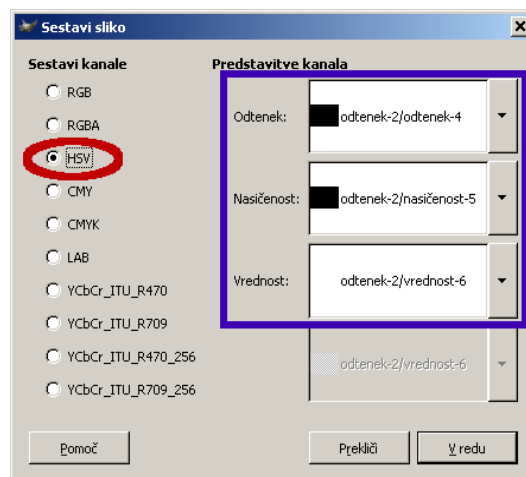 Sestavi sliko
Sestavi kanale
Predstavitve kanala
RGB
RGBA
HSV
CMY
CMYK
LAB
YCbCr_ITU_R470
YCbCr_ITU_R709
YCbCr_ITU_R470_256
YCbCr_ITU_R709_256
Odtenek:
odtenek-2/odtenek-4
Nasičenost:
odtenek-2/nasičenost-5
Vrednost:
odtenek-2/vrednost-6
odtenek-2/vrednost-6
Pomoč
Prekliči
V redu